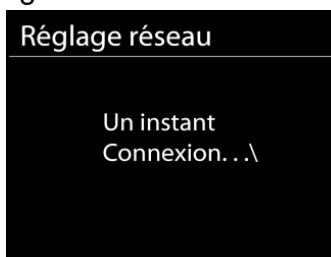 Réglage réseau
Un instant
Connexion. . .\